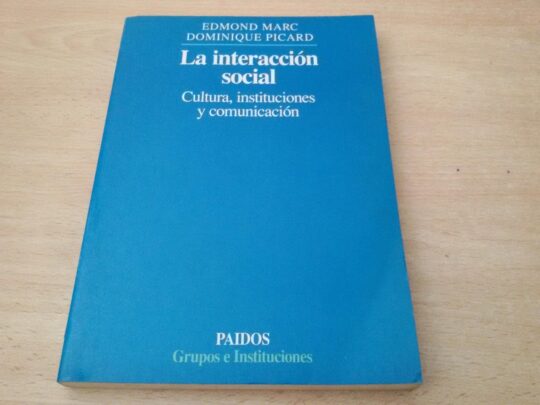 EDMOND MARC
DOMINIQUE PICARD
La interacción
social
Cultura, instituciones
y comunicación
PAIDOS
Grupos e Instituciones